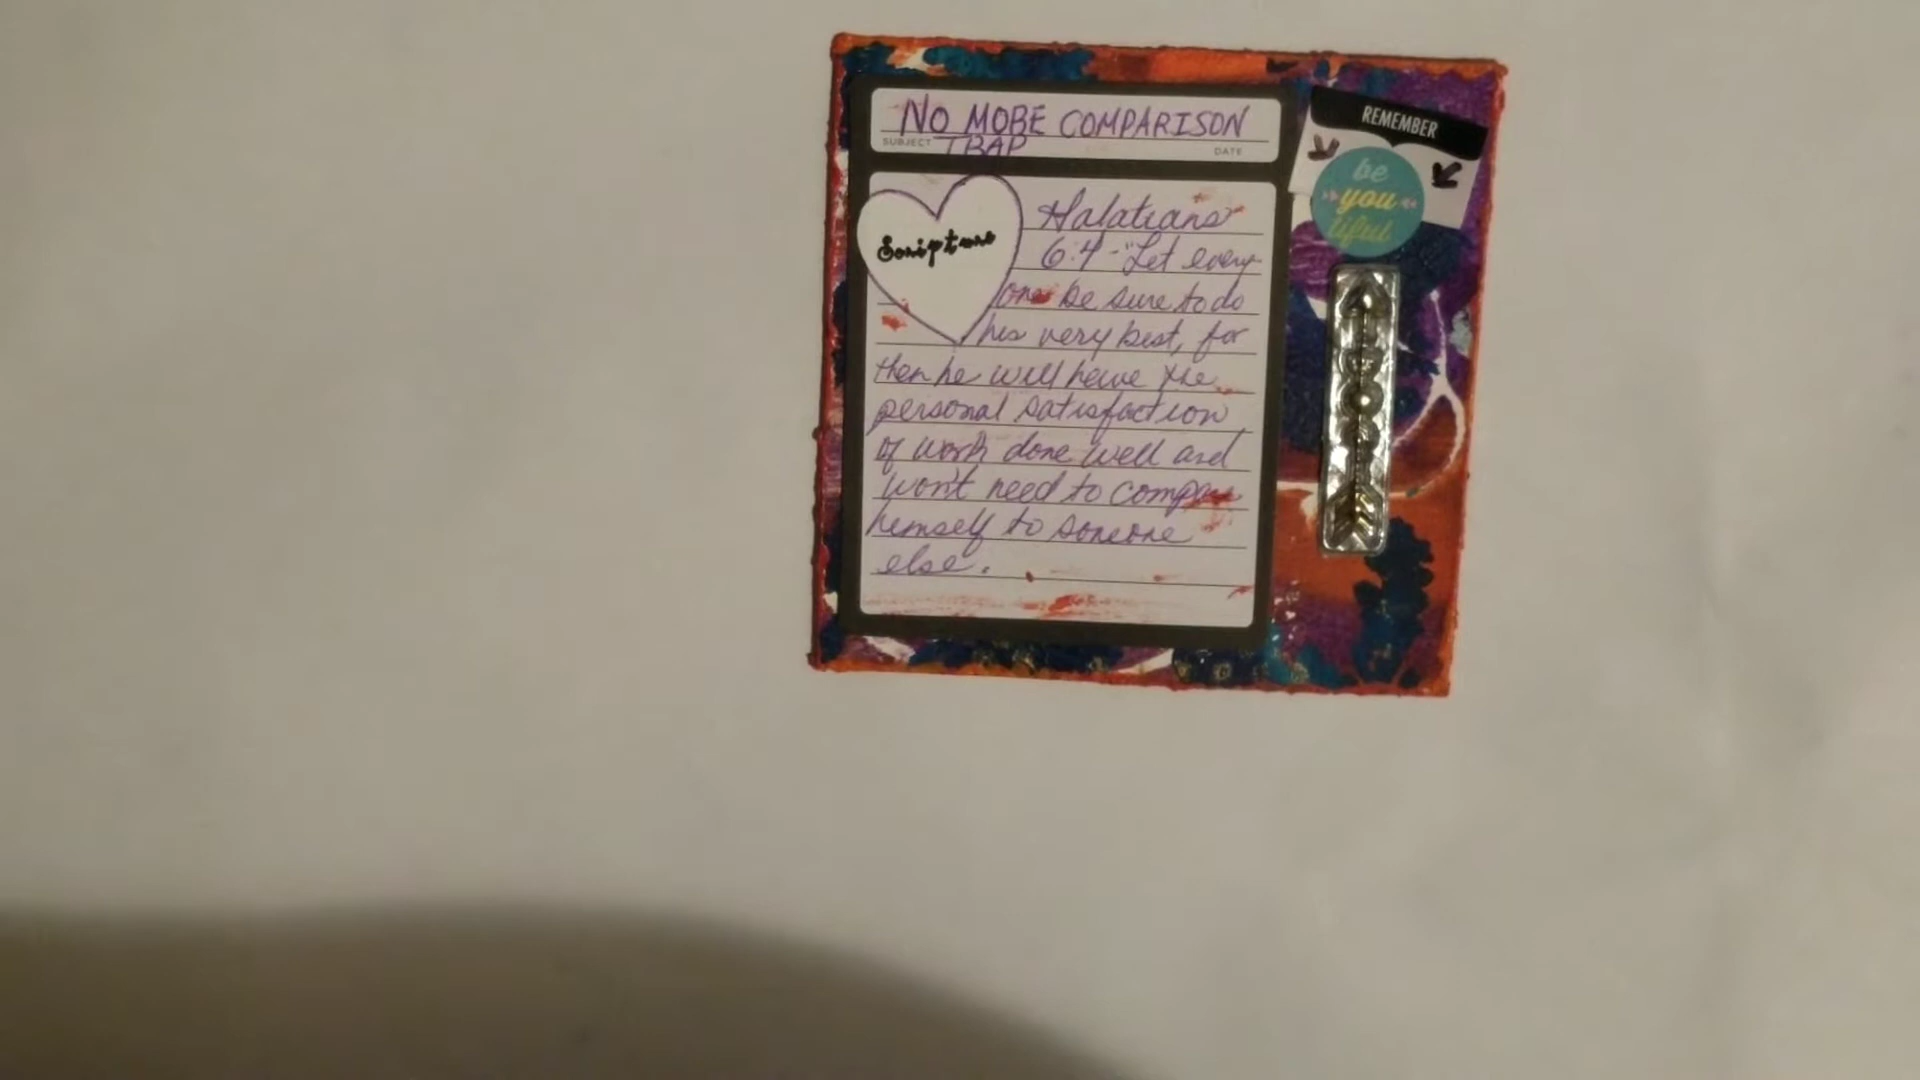 NO MORE COMPARISON
SUBJECT TRAP DATE
Scripture
Galatians
6:4 - "Let every
one be sure to do
his very best, for
then he will have the
personal satisfaction
of work done well and
won't need to compare
himself to someone
else.
REMEMBER
be
you
tiful